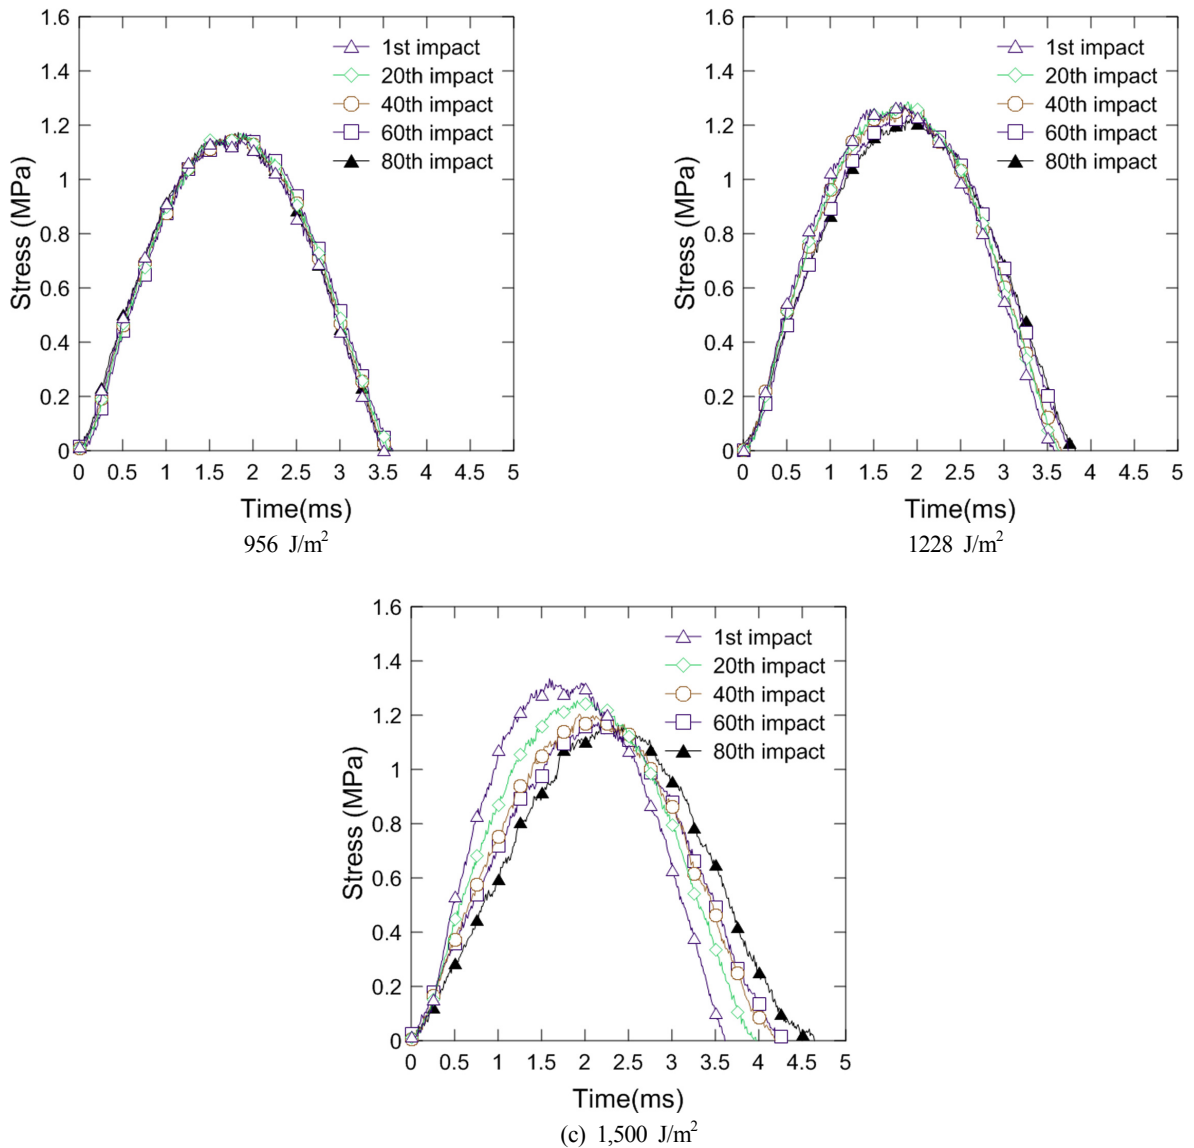 1.6
1st impact
1.4
20th impact
40th impact
1.2
60th impact
80th impact
1
Stress (MPa)
0.8
0.6
0.4
0.2
0
0 0.5 1 1.5 2 2.5 3 3.5 4 4.5 5
Time(ms)
956 J/m²
1.6
1st impact
1.4
20th impact
40th impact
1.2
60th impact
80th impact
1
Stress (MPa)
0.8
0.6
0.4
0.2
0
0 0.5 1 1.5 2 2.5 3 3.5 4 4.5 5
Time(ms)
1228 J/m²
1.6
1st impact
1.4
20th impact
40th impact
1.2
60th impact
80th impact
1
Stress (MPa)
0.8
0.6
0.4
0.2
0
0 0.5 1 1.5 2 2.5 3 3.5 4 4.5 5
Time(ms)
(c) 1,500 J/m²